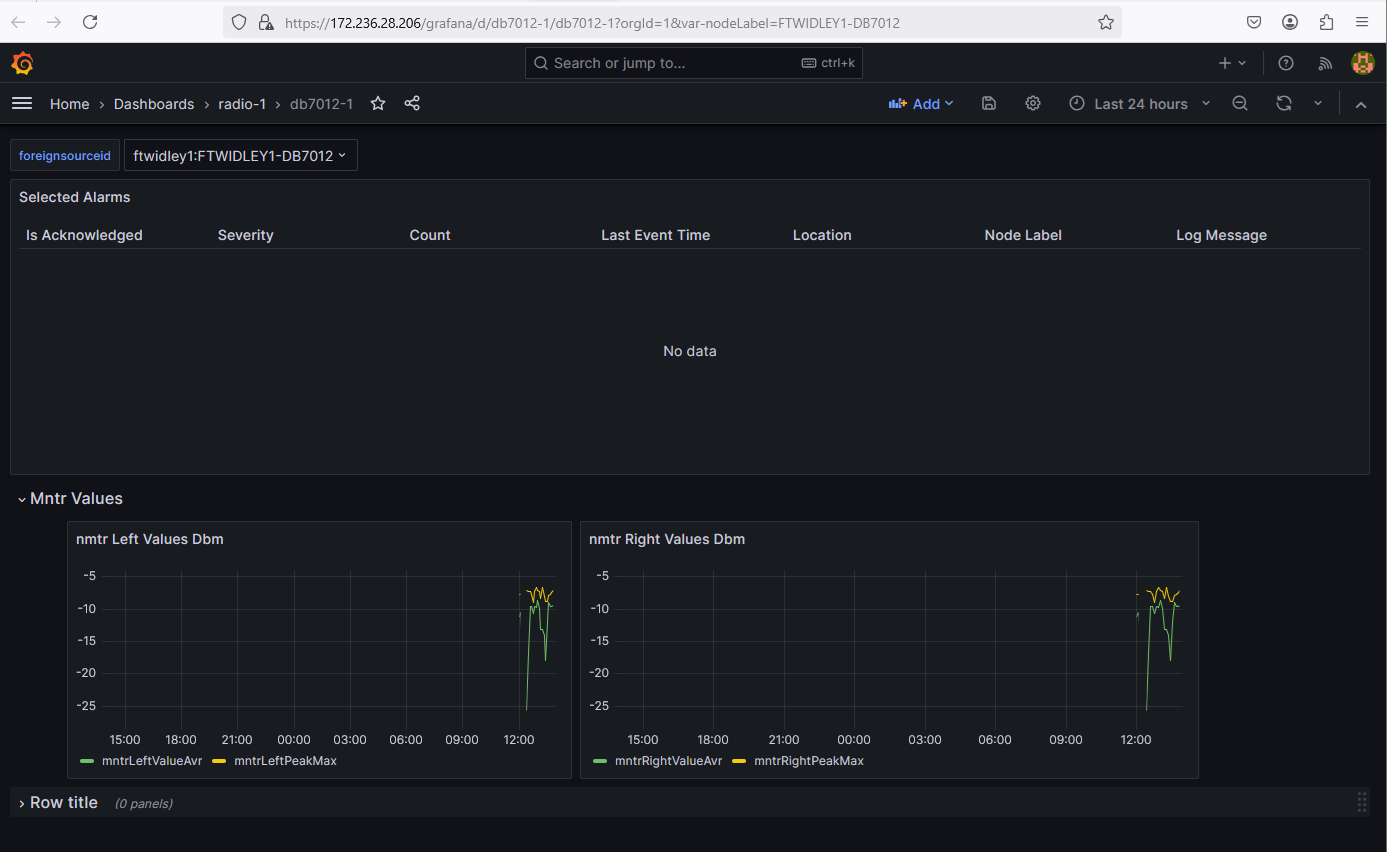 https://172.236.28.206/grafana/d/db7012-1/db7012-1?orgId=1&var-nodeLabel=FTWIDLEY1-DB7012
Search or jump to... ctrl+k
Home › Dashboards › radio-1 › db7012-1 Add Last 24 hours
foreignsourceid ftwidley1:FTWIDLEY1-DB7012
Selected Alarms
Is Acknowledged Severity Count Last Event Time Location Node Label Log Message
No data
Mntr Values
nmtr Left Values Dbm
-5
-10
-15
-20
-25
15:00 18:00 21:00 00:00 03:00 06:00 09:00 12:00
mntrLeftValueAvr mntrLeftPeakMax
nmtr Right Values Dbm
-5
-10
-15
-20
-25
15:00 18:00 21:00 00:00 03:00 06:00 09:00 12:00
mntrRightValueAvr mntrRightPeakMax
Row title (0 panels)